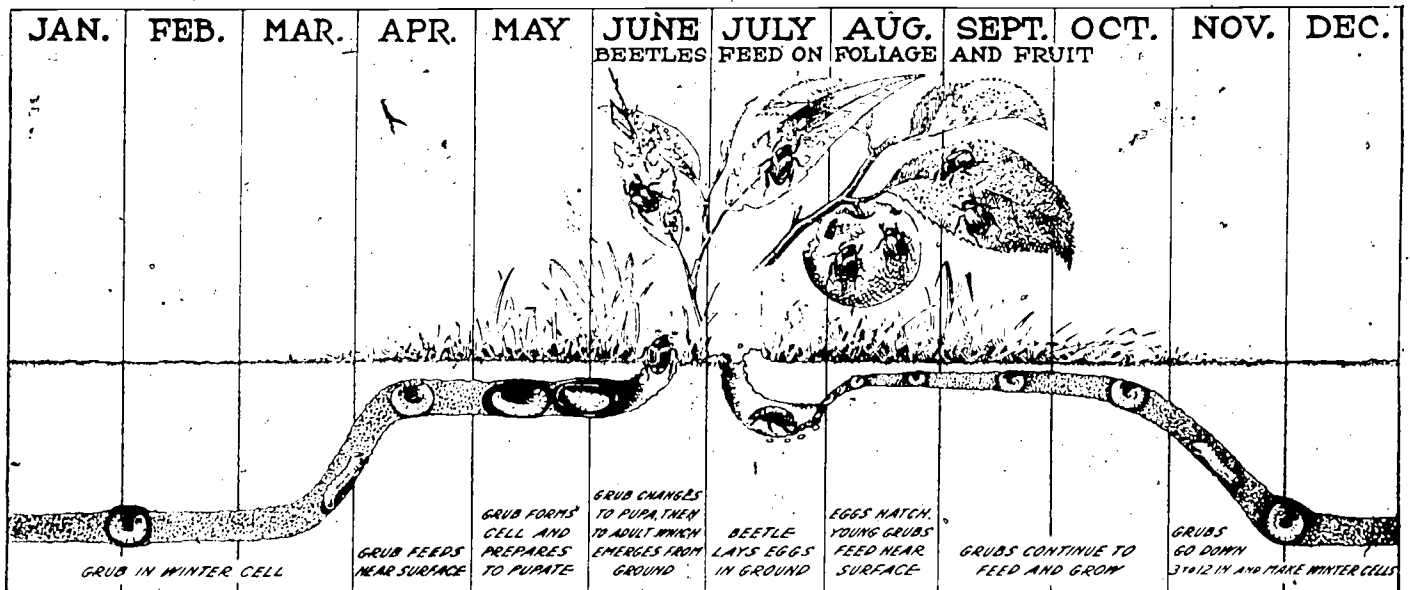 JAN. FEB. MAR. APR. MAY JUNE JULY AUG. SEPT. OCT. NOV. DEC.
BEETLES FEED ON FOLIAGE AND FRUIT
GRUB IN WINTER CELL
GRUB FEEDS
NEAR SURFACE
GRUB FORMS
CELL AND
PREPARES
TO PUPATE
GRUB CHANGES
TO PUPA, THEN
TO ADULT WHICH
EMERGES FROM
GROUND
BEETLE
LAYS EGGS
IN GROUND
EGGS HATCH.
YOUNG GRUBS
FEED NEAR
SURFACE
GRUBS CONTINUE TO
FEED AND GROW
GRUBS
GO DOWN
3 TO 12 IN AND MAKE WINTER CELLS